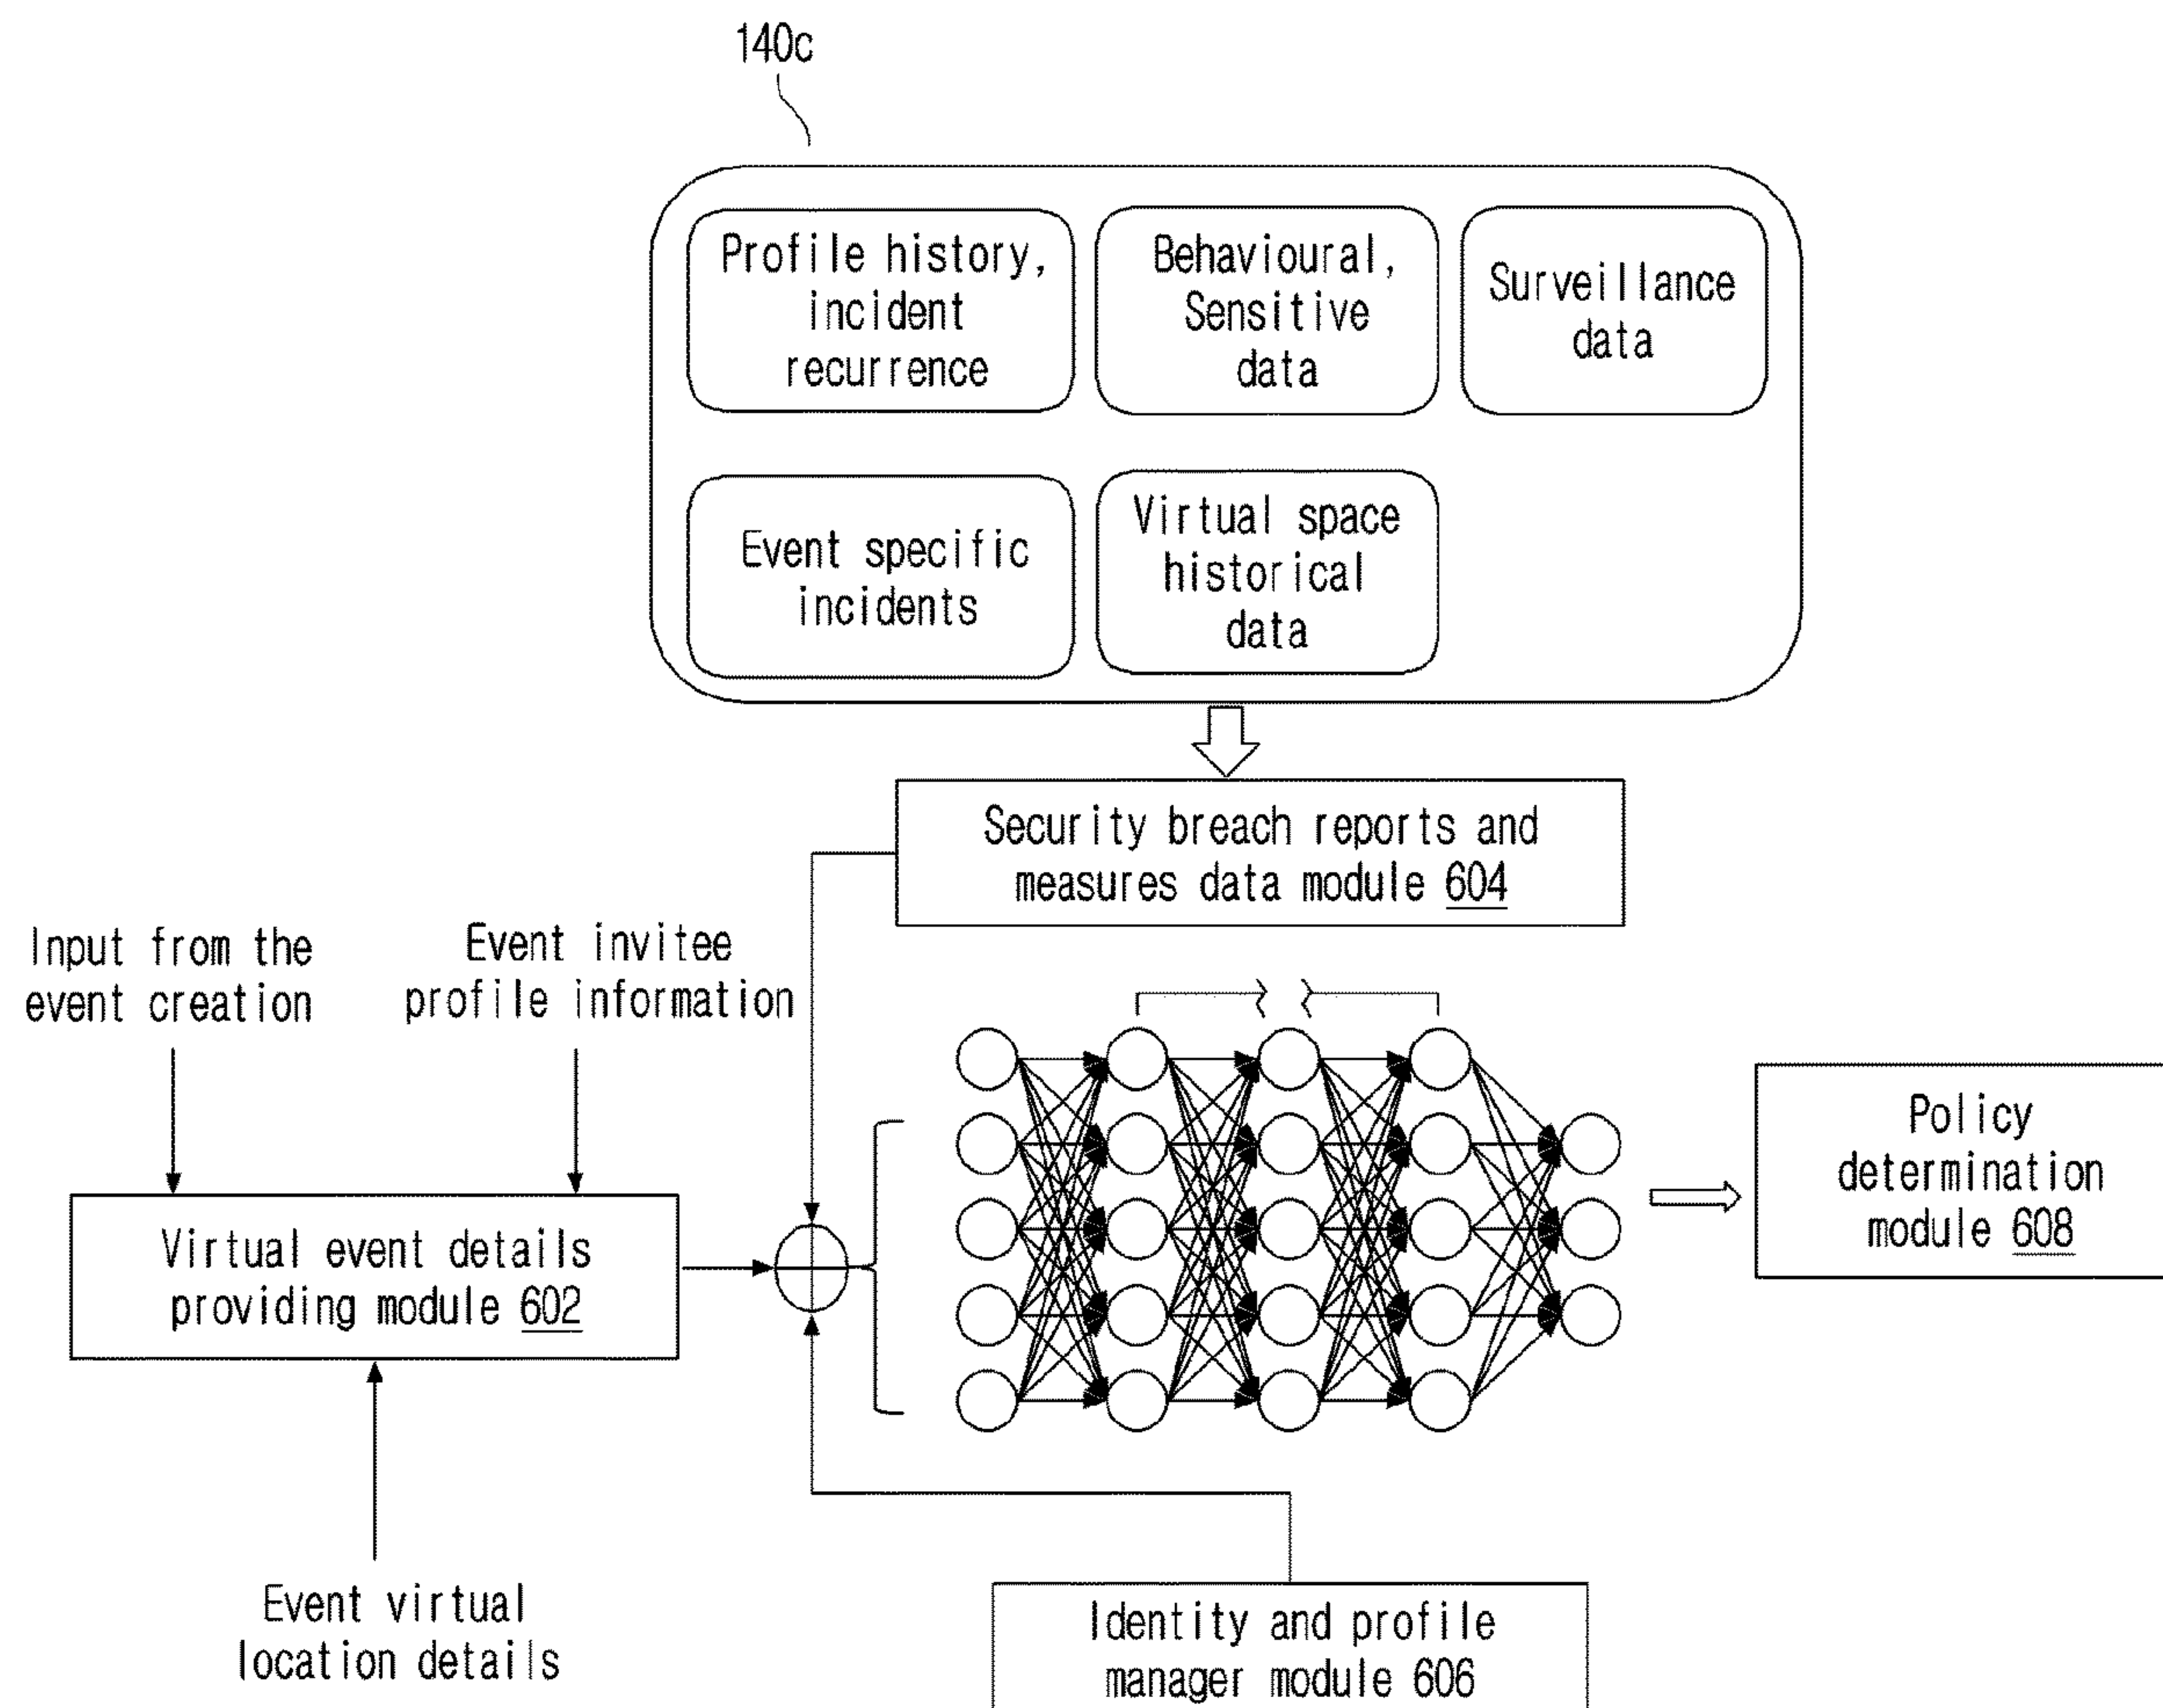 140c
Profile history,
incident
recurrence
Behavioural,
Sensitive
data
Surveillance
data
Event specific
incidents
Virtual space
historical
data
Security breach reports and
measures data module 604
Input from the
event creation
Event invitee
profile information
Virtual event details
providing module 602
Policy
determination
module 608
Event virtual
location details
Identity and profile
manager module 606